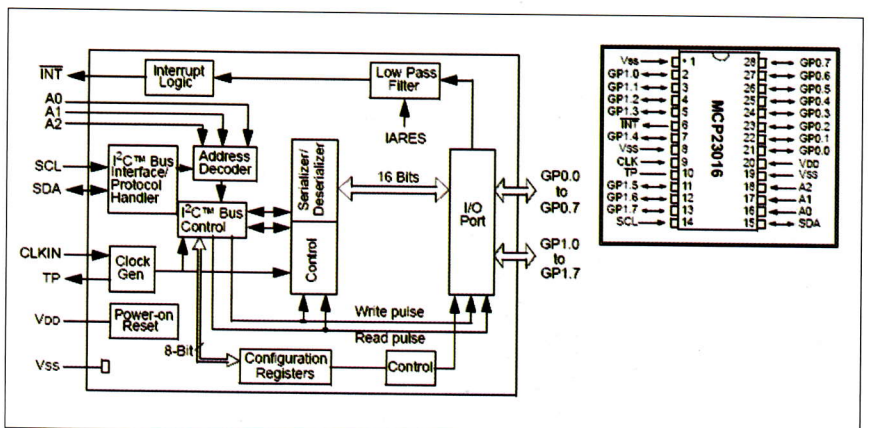 INT
A0
A1
A2
SCL
SDA
CLKIN
TP
VDD
VSS
Interrupt
Logic
Low Pass
Filter
IARES
I²C™ Bus
Interface/
Protocol
Handler
Address
Decoder
I²C™ Bus
Control
Serializer/
Deserializer
Control
16 Bits
I/O
Port
GP0.0
to
GP0.7
GP1.0
to
GP1.7
Clock
Gen
Power-on
Reset
Write pulse
Read pulse
8-Bit
Configuration
Registers
Control
MCP23016
Vss 1 28 GP0.7
GP1.0 2 27 GP0.6
GP1.1 3 26 GP0.5
GP1.2 4 25 GP0.4
GP1.3 5 24 GP0.3
INT 6 23 GP0.2
GP1.4 7 22 GP0.1
VSS 8 21 GP0.0
CLK 9 20 VDD
TP 10 19 VSS
GP1.5 11 18 A2
GP1.6 12 17 A1
GP1.7 13 16 A0
SCL 14 15 SDA